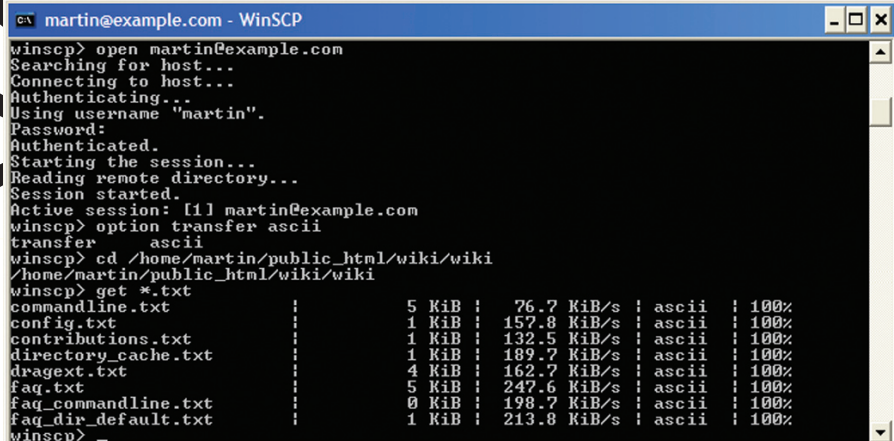 martin@example.com - WinSCP
winscp> open martin@example.com
Searching for host...
Connecting to host...
Authenticating...
Using username "martin".
Password:
Authenticated.
Starting the session...
Reading remote directory...
Session started.
Active session: [1] martin@example.com
winscp> option transfer ascii
transfer     ascii
winscp> cd /home/martin/public_html/wiki/wiki
/home/martin/public_html/wiki/wiki
winscp> get *.txt
commandline.txt | 5 KiB | 76.7 KiB/s | ascii | 100%
config.txt | 1 KiB | 157.8 KiB/s | ascii | 100%
contributions.txt | 1 KiB | 132.5 KiB/s | ascii | 100%
directory_cache.txt | 1 KiB | 189.7 KiB/s | ascii | 100%
dragext.txt | 4 KiB | 162.7 KiB/s | ascii | 100%
faq.txt | 5 KiB | 247.6 KiB/s | ascii | 100%
faq_commandline.txt | 0 KiB | 198.7 KiB/s | ascii | 100%
faq_dir_default.txt | 1 KiB | 213.8 KiB/s | ascii | 100%
winscp> _